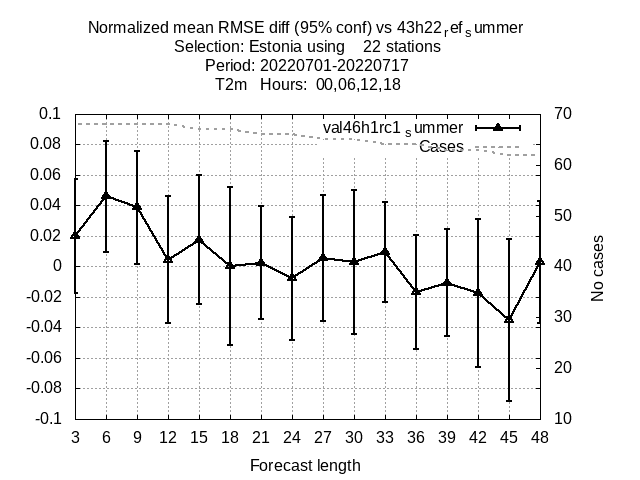 Normalized mean RMSE diff (95% conf) vs 43h22refsummer
Selection: Estonia using 22 stations
Period: 20220701-20220717
T2m Hours: 00,06,12,18
val46h1rc1summer
Cases
0.1
0.08
0.06
0.04
0.02
0
-0.02
-0.04
-0.06
-0.08
-0.1
70
60
50
40
30
20
10
No cases
3 6 9 12 15 18 21 24 27 30 33 36 39 42 45 48
Forecast length